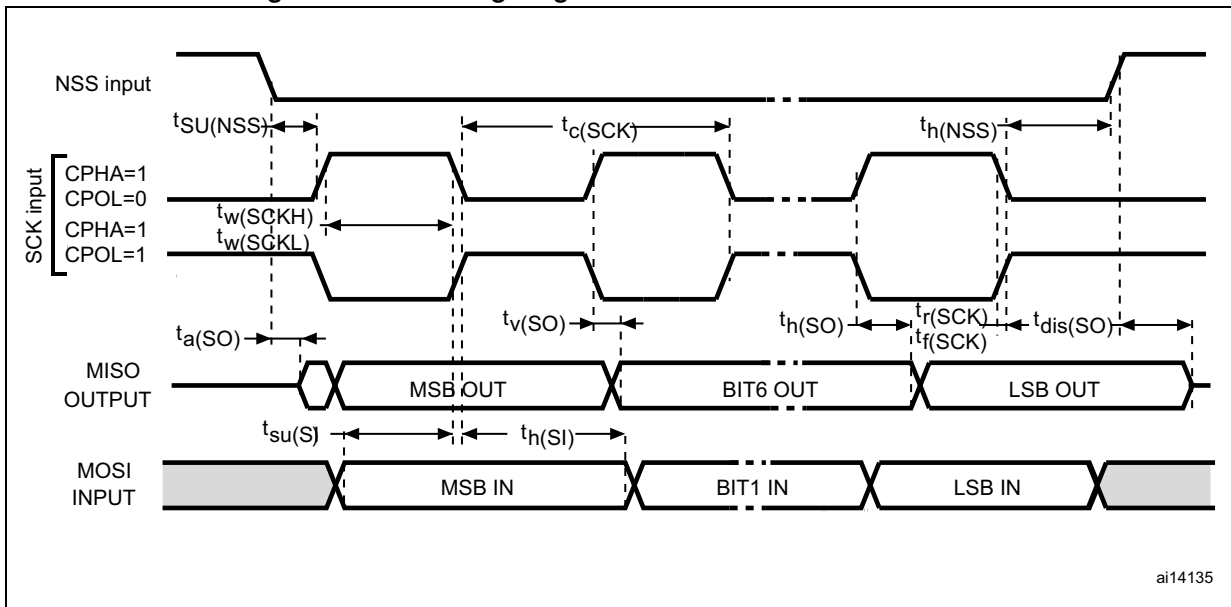 NSS input
tSU(NSS)
tc(SCK)
th(NSS)
SCK input
CPHA=1
CPOL=0
CPHA=1
CPOL=1
tw(SCKH)
tw(SCKL)
ta(SO)
tv(SO)
th(SO)
tr(SCK)
tf(SCK)
tdis(SO)
MISO
OUTPUT
MSB OUT
BIT6 OUT
LSB OUT
tsu(SI)
th(SI)
MOSI
INPUT
MSB IN
BIT1 IN
LSB IN
ai14135